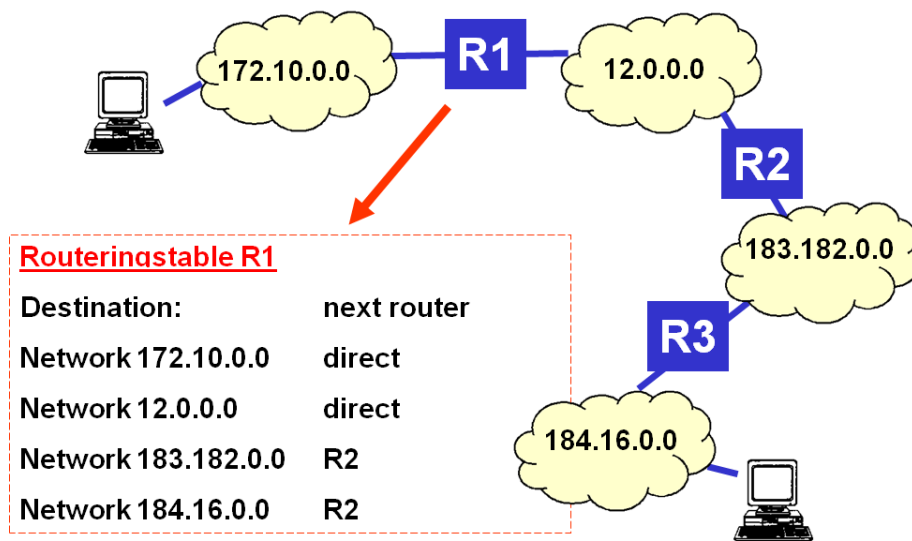 172.10.0.0
R1
12.0.0.0
R2
183.182.0.0
R3
184.16.0.0
Routeringstable R1
Destination: next router
Network 172.10.0.0 direct
Network 12.0.0.0 direct
Network 183.182.0.0 R2
Network 184.16.0.0 R2